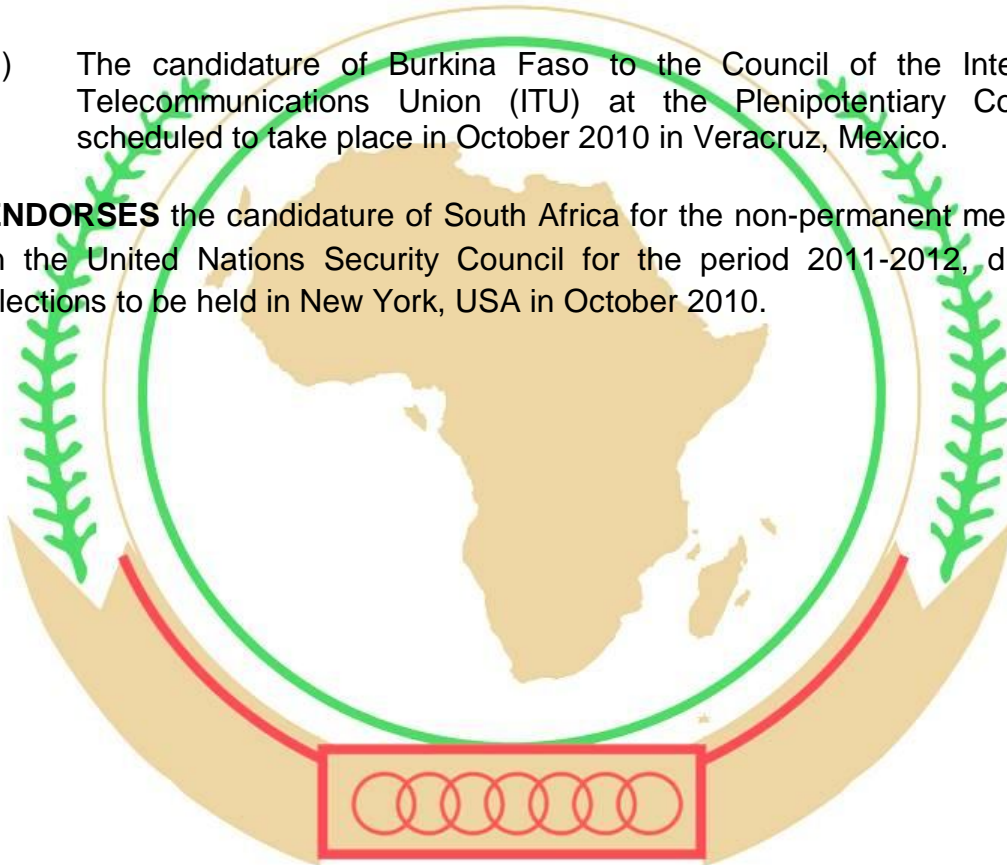 ) The candidature of Burkina Faso to the Council of the Inte
Telecommunications Union (ITU) at the Plenipotentiary Co
scheduled to take place in October 2010 in Veracruz, Mexico.
ENDORSES the candidature of South Africa for the non-permanent me
n the United Nations Security Council for the period 2011-2012, d
lections to be held in New York, USA in October 2010.